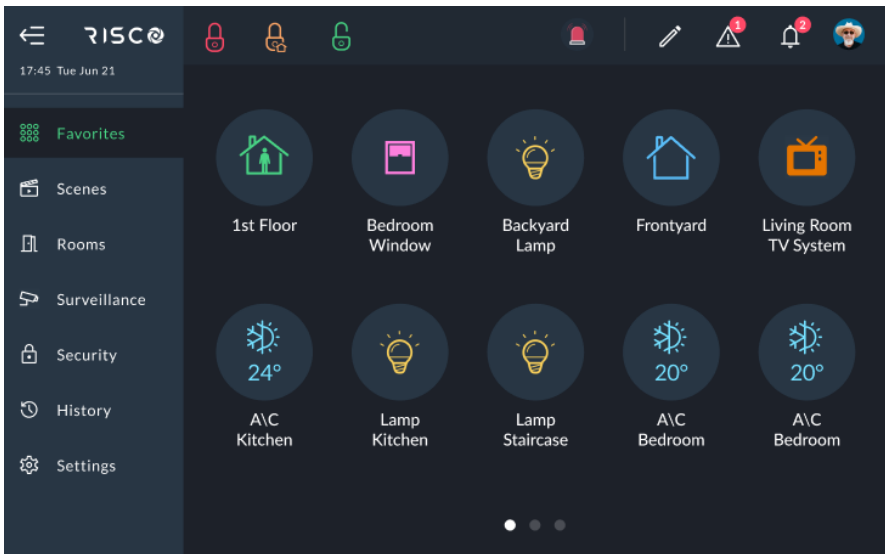 RISCO
1
2
17:45 Tue Jun 21
Favorites
Scenes
Rooms
Surveillance
Security
History
Settings
1st Floor
Bedroom
Window
Backyard
Lamp
Frontyard
Living Room
TV System
24°
A\C
Kitchen
Lamp
Kitchen
Lamp
Staircase
20°
A\C
Bedroom
20°
A\C
Bedroom